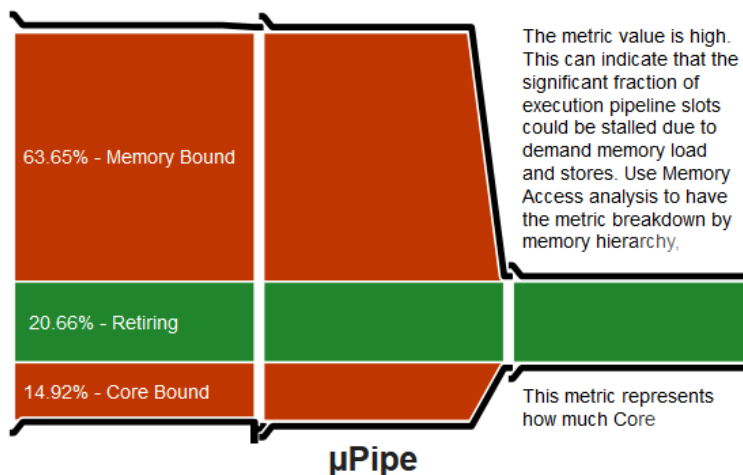 The metric value is high.
This can indicate that the
significant fraction of
execution pipeline slots
could be stalled due to
demand memory load
and stores. Use Memory
Access analysis to have
the metric breakdown by
memory hierarchy,
63.65% - Memory Bound
20.66% - Retiring
14.92% - Core Bound
This metric represents
how much Core
µPipe